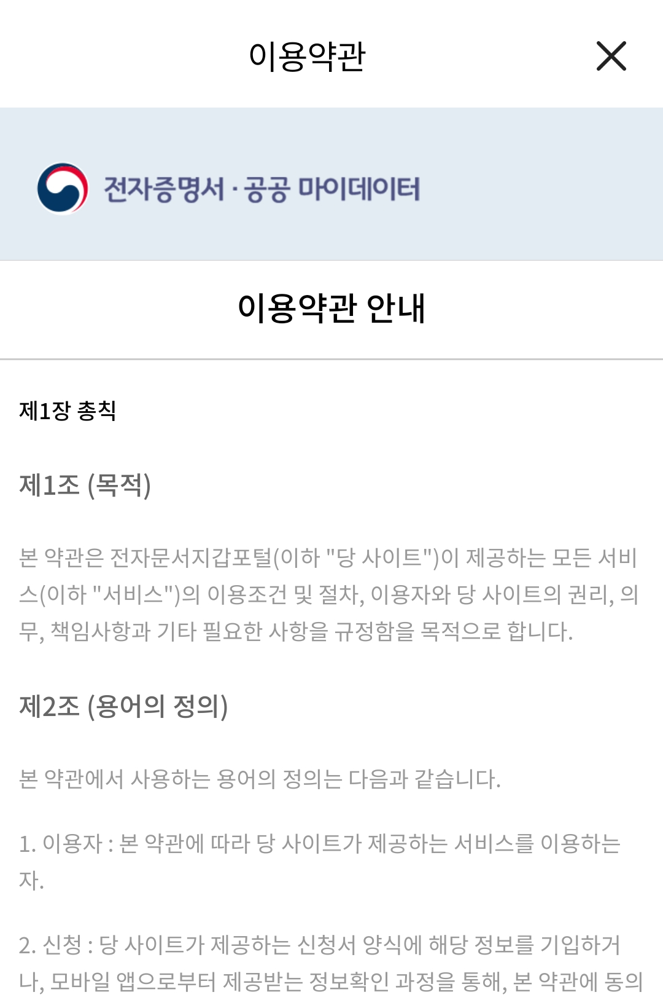 이용약관
전자증명서 · 공공 마이데이터
이용약관 안내
제1장 총칙
제1조 (목적)
본 약관은 전자문서지갑포털(이하 "당 사이트")이 제공하는 모든 서비
스(이하 "서비스")의 이용조건 및 절차, 이용자와 당 사이트의 권리, 의
무, 책임사항과 기타 필요한 사항을 규정함을 목적으로 합니다.
제2조 (용어의 정의)
본 약관에서 사용하는 용어의 정의는 다음과 같습니다.
1. 이용자 : 본 약관에 따라 당 사이트가 제공하는 서비스를 이용하는
자.
2. 신청 : 당 사이트가 제공하는 신청서 양식에 해당 정보를 기입하거
나, 모바일 앱으로부터 제공받는 정보확인 과정을 통해, 본 약관에 동의